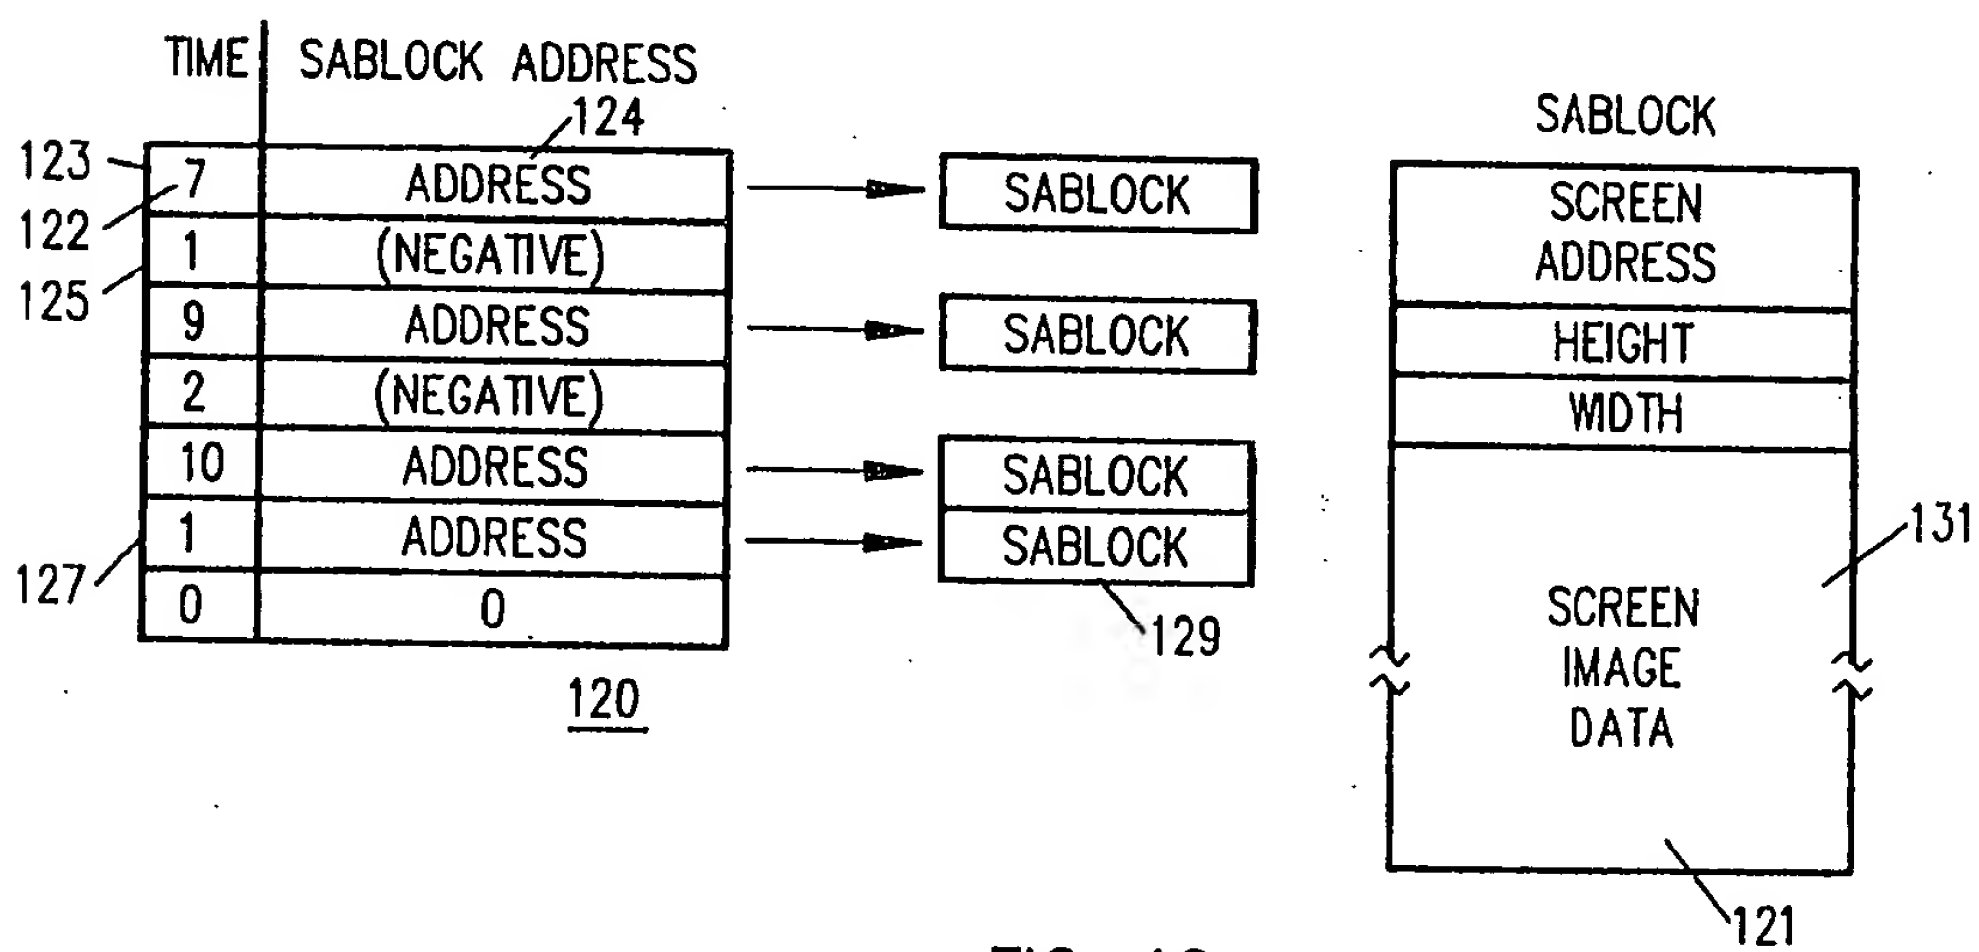 TIME SABLOCK ADDRESS
124
123 7 ADDRESS
122
1 (NEGATIVE)
125
9 ADDRESS
2 (NEGATIVE)
10 ADDRESS
1 ADDRESS
127
0 0
120
SABLOCK
SABLOCK
SABLOCK
SABLOCK
129
SABLOCK
SCREEN
ADDRESS
HEIGHT
WIDTH
131
SCREEN
IMAGE
DATA
121